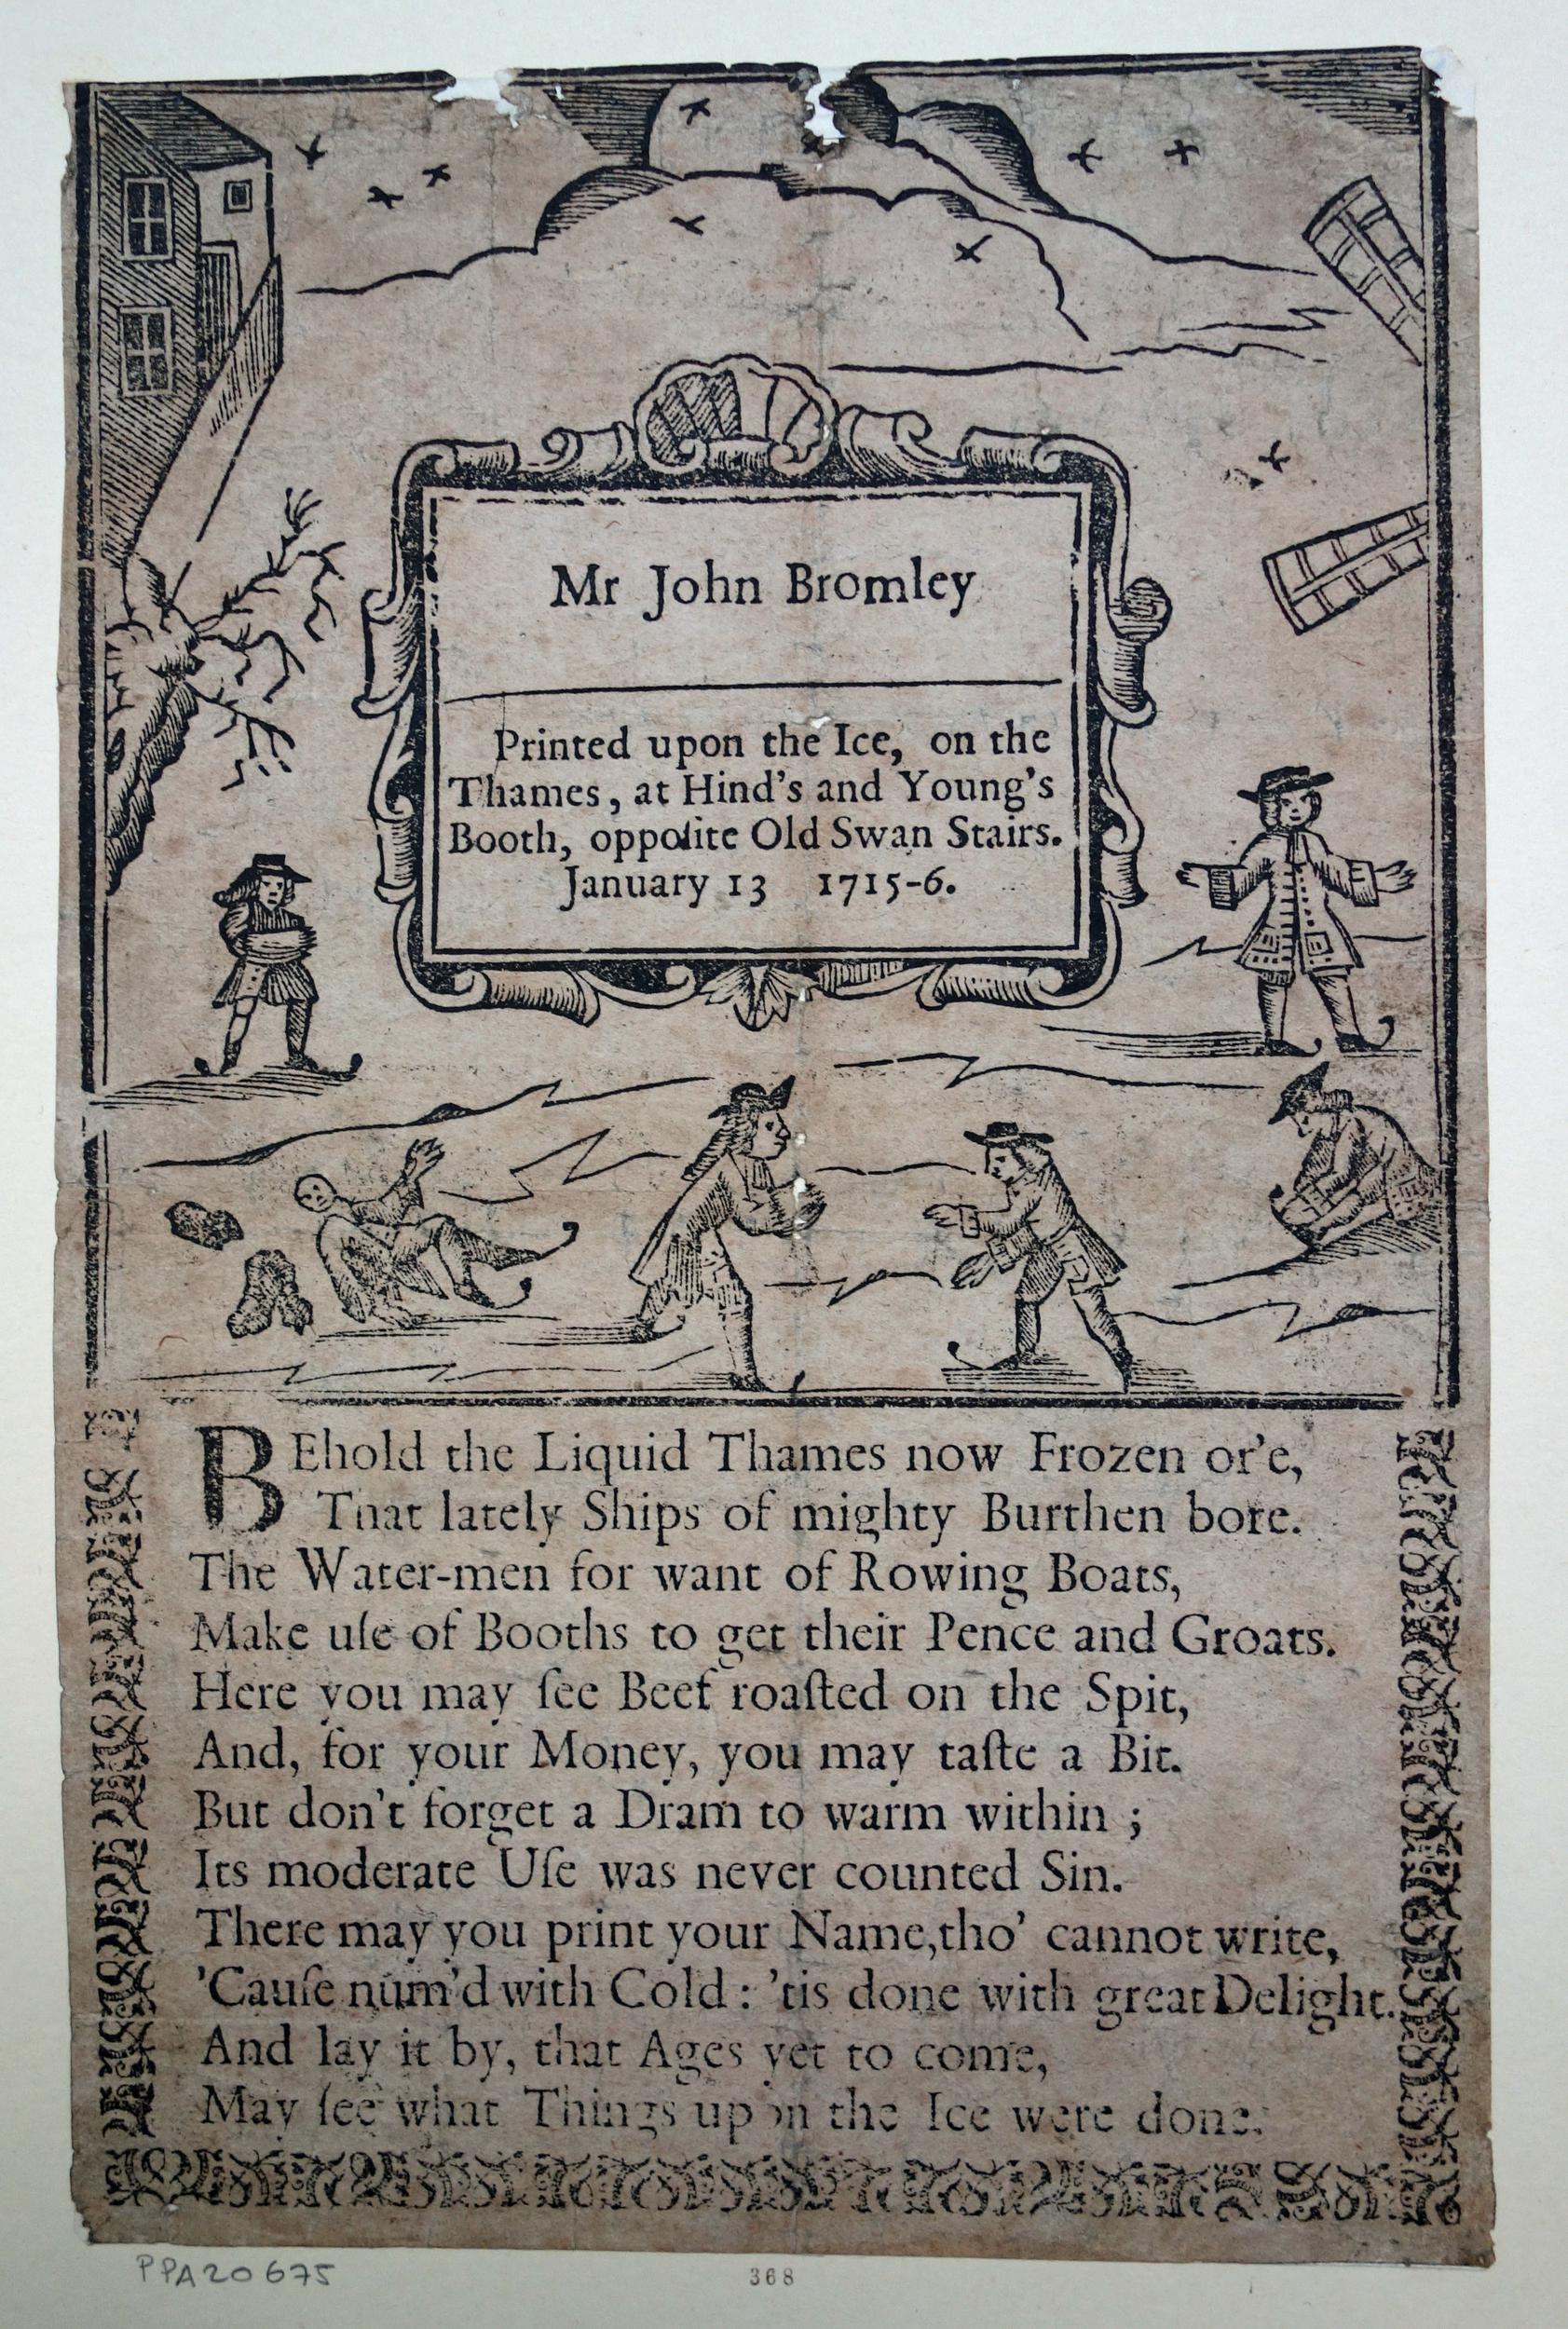 Mr John Bromley
Printed upon the Ice, on the
Thames, at Hind's and Young's
Booth, oppoſite Old Swan Stairs.
January 13 1715-6.
BEhold the Liquid Thames now Frozen or'e,
That lately Ships of mighty Burthen bore.
The Water-men for want of Rowing Boats,
Make uſe of Booths to get their Pence and Groats.
Here you may ſee Beef roaſted on the Spit,
And, for your Money, you may taſte a Bit.
But don't forget a Dram to warm within ;
Its moderate Uſe was never counted Sin.
There may you print your Name,tho' cannot write,
'Cauſe num'd with Cold : 'tis done with great Delight.
And lay it by, that Ages yet to come,
May ſee what Things upon the Ice were done.
PPA20675
368